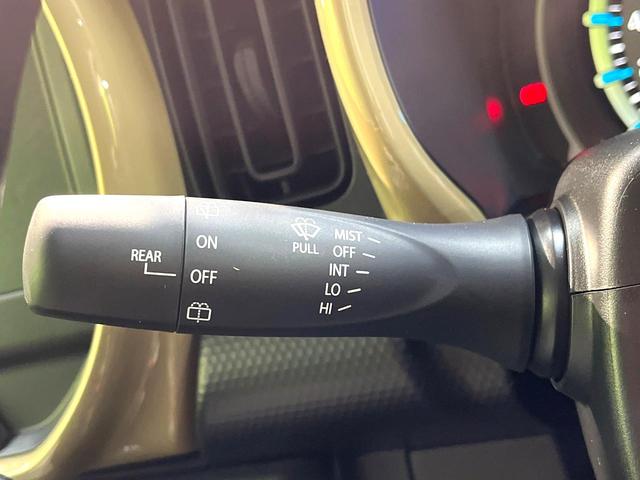 REAR
ON
OFF
PULL
MIST
OFF
INT
LO
HI